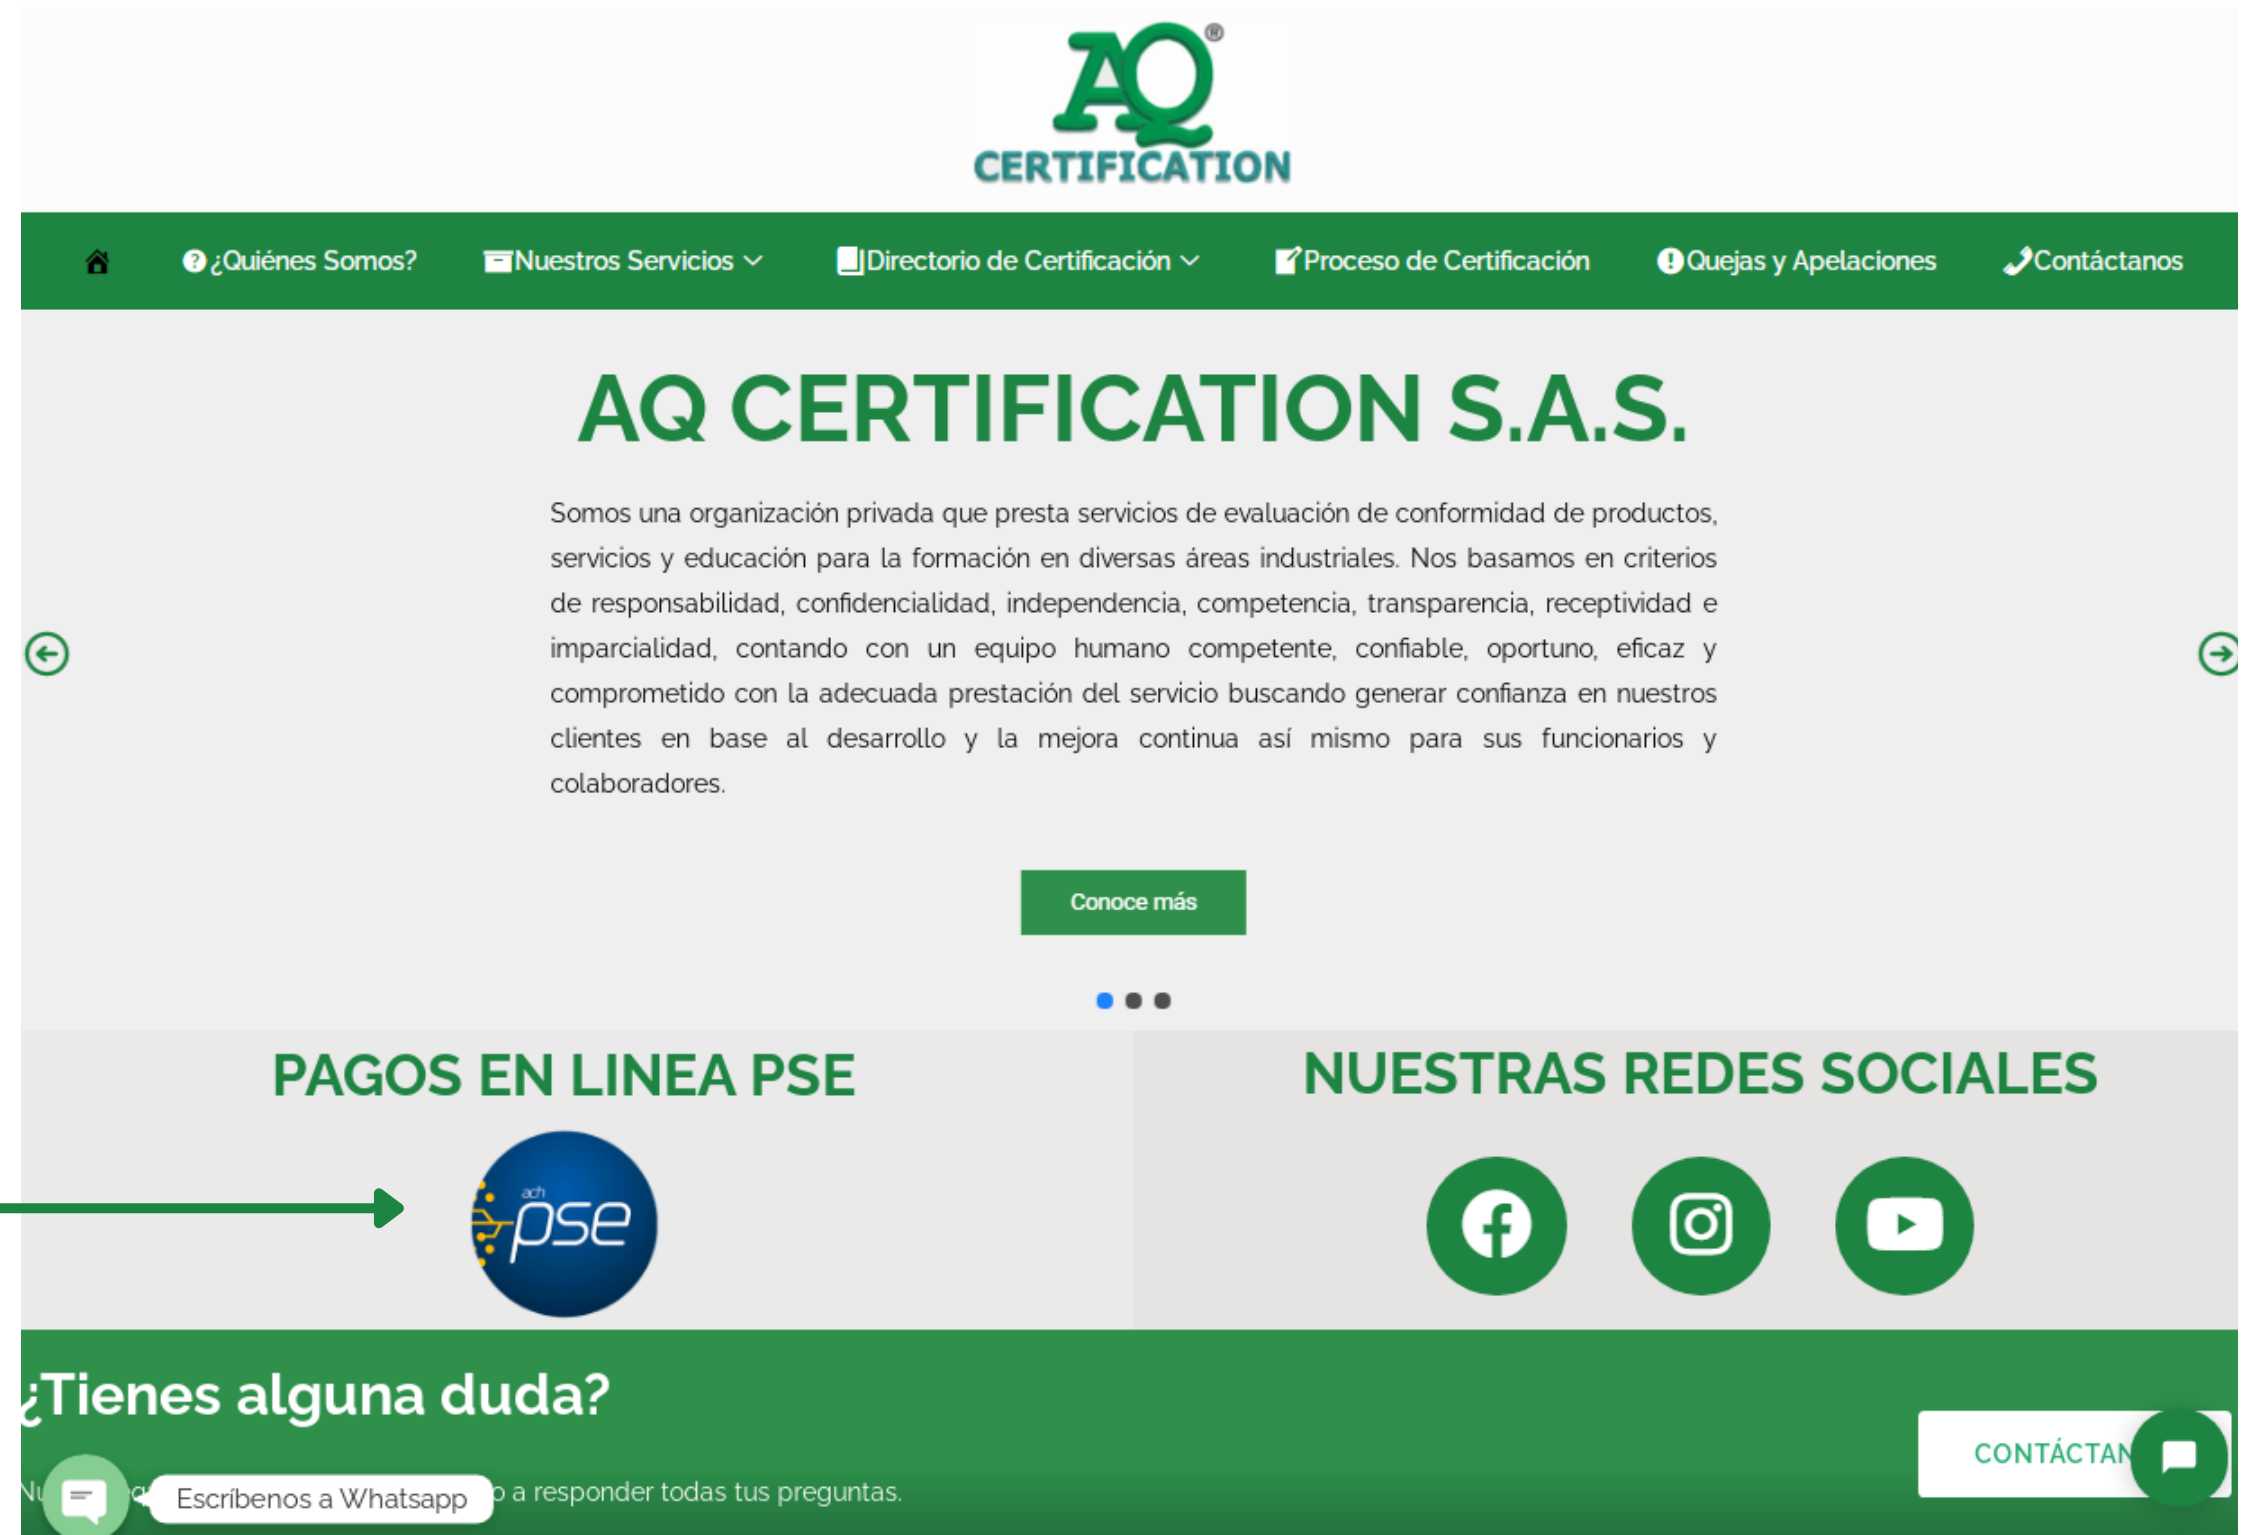 AQ®
CERTIFICATION
¿Quiénes Somos?
Nuestros Servicios
Directorio de Certificación
Proceso de Certificación
Quejas y Apelaciones
Contáctanos
AQ CERTIFICATION S.A.S.
Somos una organización privada que presta servicios de evaluación de conformidad de productos,
servicios y educación para la formación en diversas áreas industriales. Nos basamos en criterios
de responsabilidad, confidencialidad, independencia, competencia, transparencia, receptividad e
imparcialidad, contando con un equipo humano competente, confiable, oportuno, eficaz y
comprometido con la adecuada prestación del servicio buscando generar confianza en nuestros
clientes en base al desarrollo y la mejora continua así mismo para sus funcionarios y
colaboradores.
Conoce más
PAGOS EN LINEA PSE
ach
pse
NUESTRAS REDES SOCIALES
¿Tienes alguna duda?
a responder todas tus preguntas.
Escríbenos a Whatsapp
CONTÁCTAN